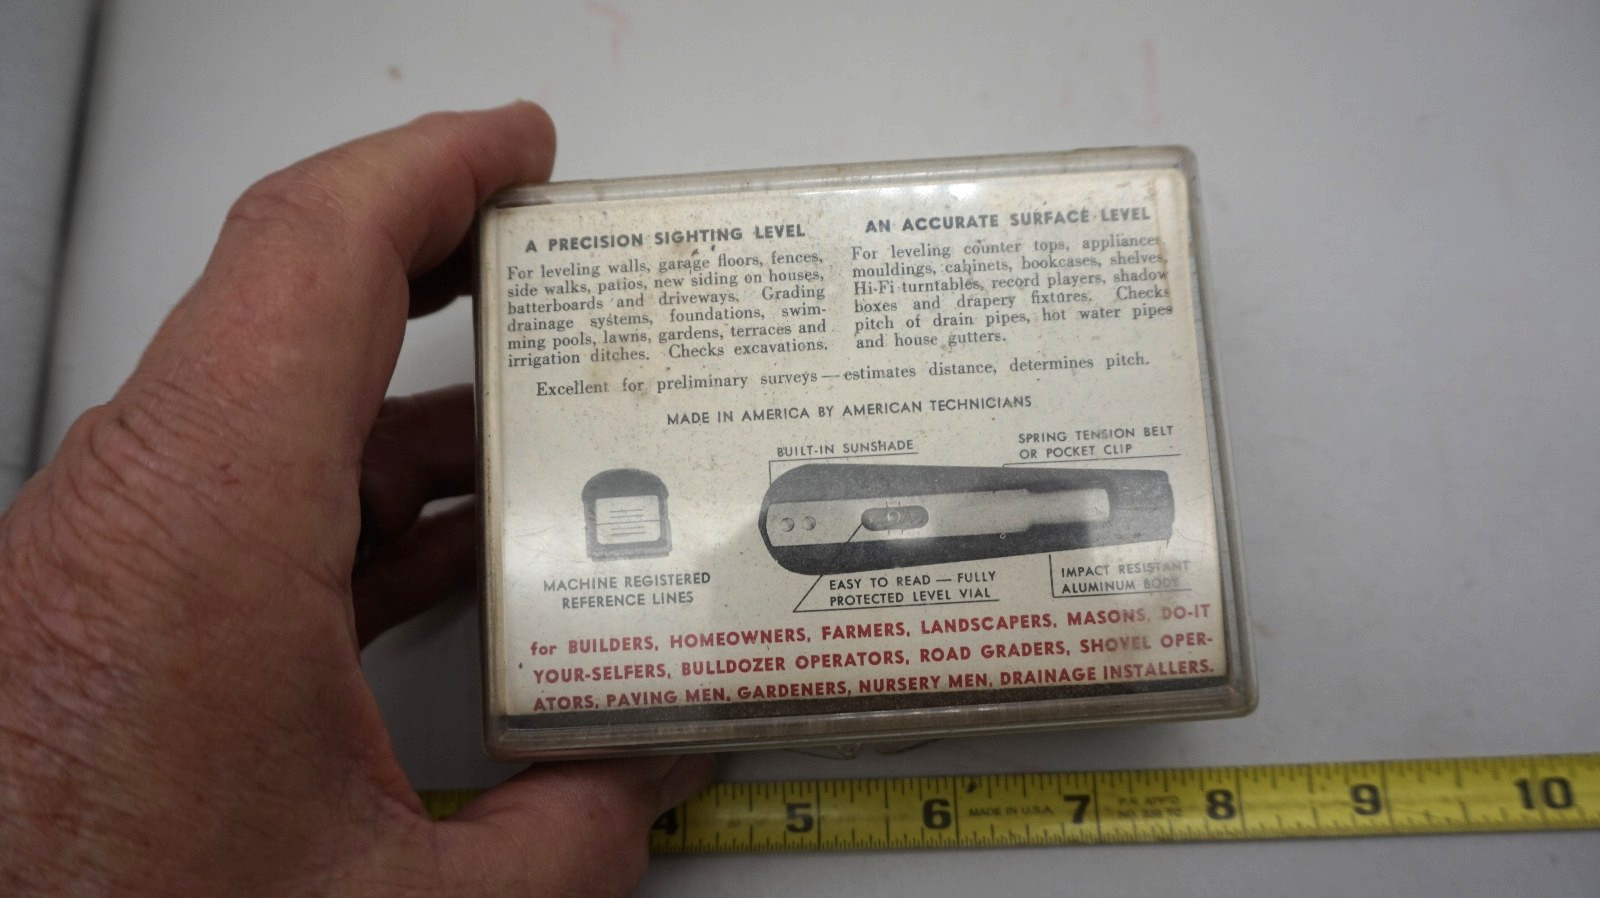 A PRECISION SIGHTING LEVEL
For leveling walls, garage floors, fences,
side walks, patios, new siding on houses,
batterboards and driveways. Grading
drainage systems, foundations, swim-
ming pools, lawns, gardens, terraces and
irrigation ditches. Checks excavations.
AN ACCURATE SURFACE LEVEL
For leveling counter tops, appliances,
mouldings, cabinets, bookcases, shelves,
Hi-Fi turntables, record players, shadow
boxes and drapery fixtures. Checks
pitch of drain pipes, hot water pipes
and house gutters.
Excellent for preliminary surveys — estimates distance, determines pitch.
MADE IN AMERICA BY AMERICAN TECHNICIANS
BUILT-IN SUNSHADE
SPRING TENSION BELT
OR POCKET CLIP
MACHINE REGISTERED
REFERENCE LINES
EASY TO READ — FULLY
PROTECTED LEVEL VIAL
IMPACT RESISTANT
ALUMINUM BODY
for BUILDERS, HOMEOWNERS, FARMERS, LANDSCAPERS, MASONS, DO-IT
YOUR-SELFERS, BULLDOZER OPERATORS, ROAD GRADERS, SHOVEL OPER-
ATORS, PAVING MEN, GARDENERS, NURSERY MEN, DRAINAGE INSTALLERS.
4 5 6 MADE IN U.S.A. 7 8 9 10